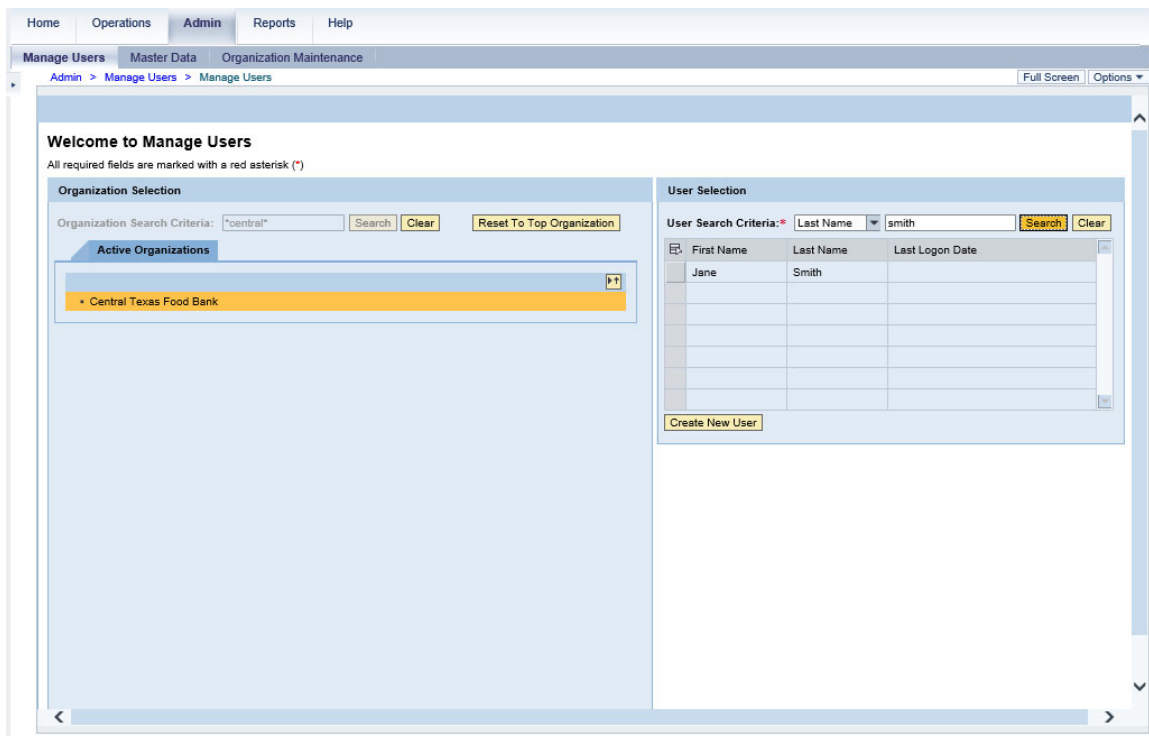 Home Operations Admin Reports Help
Manage Users Master Data Organization Maintenance
Admin > Manage Users > Manage Users Full Screen Options
Welcome to Manage Users
All required fields are marked with a red asterisk (*)
Organization Selection
Organization Search Criteria: *central* Search Clear Reset To Top Organization
Active Organizations
Central Texas Food Bank
User Selection
User Search Criteria:* Last Name smith Search Clear
First Name Last Name Last Logon Date
Jane Smith
Create New User